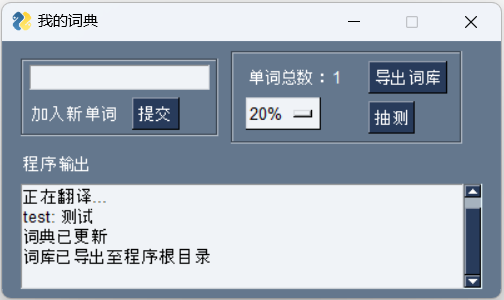 我的词典
加入新单词
提交
单词总数：1
导出词库
20%
抽测
程序输出
正在翻译...
test: 测试
词典已更新
词库已导出至程序根目录